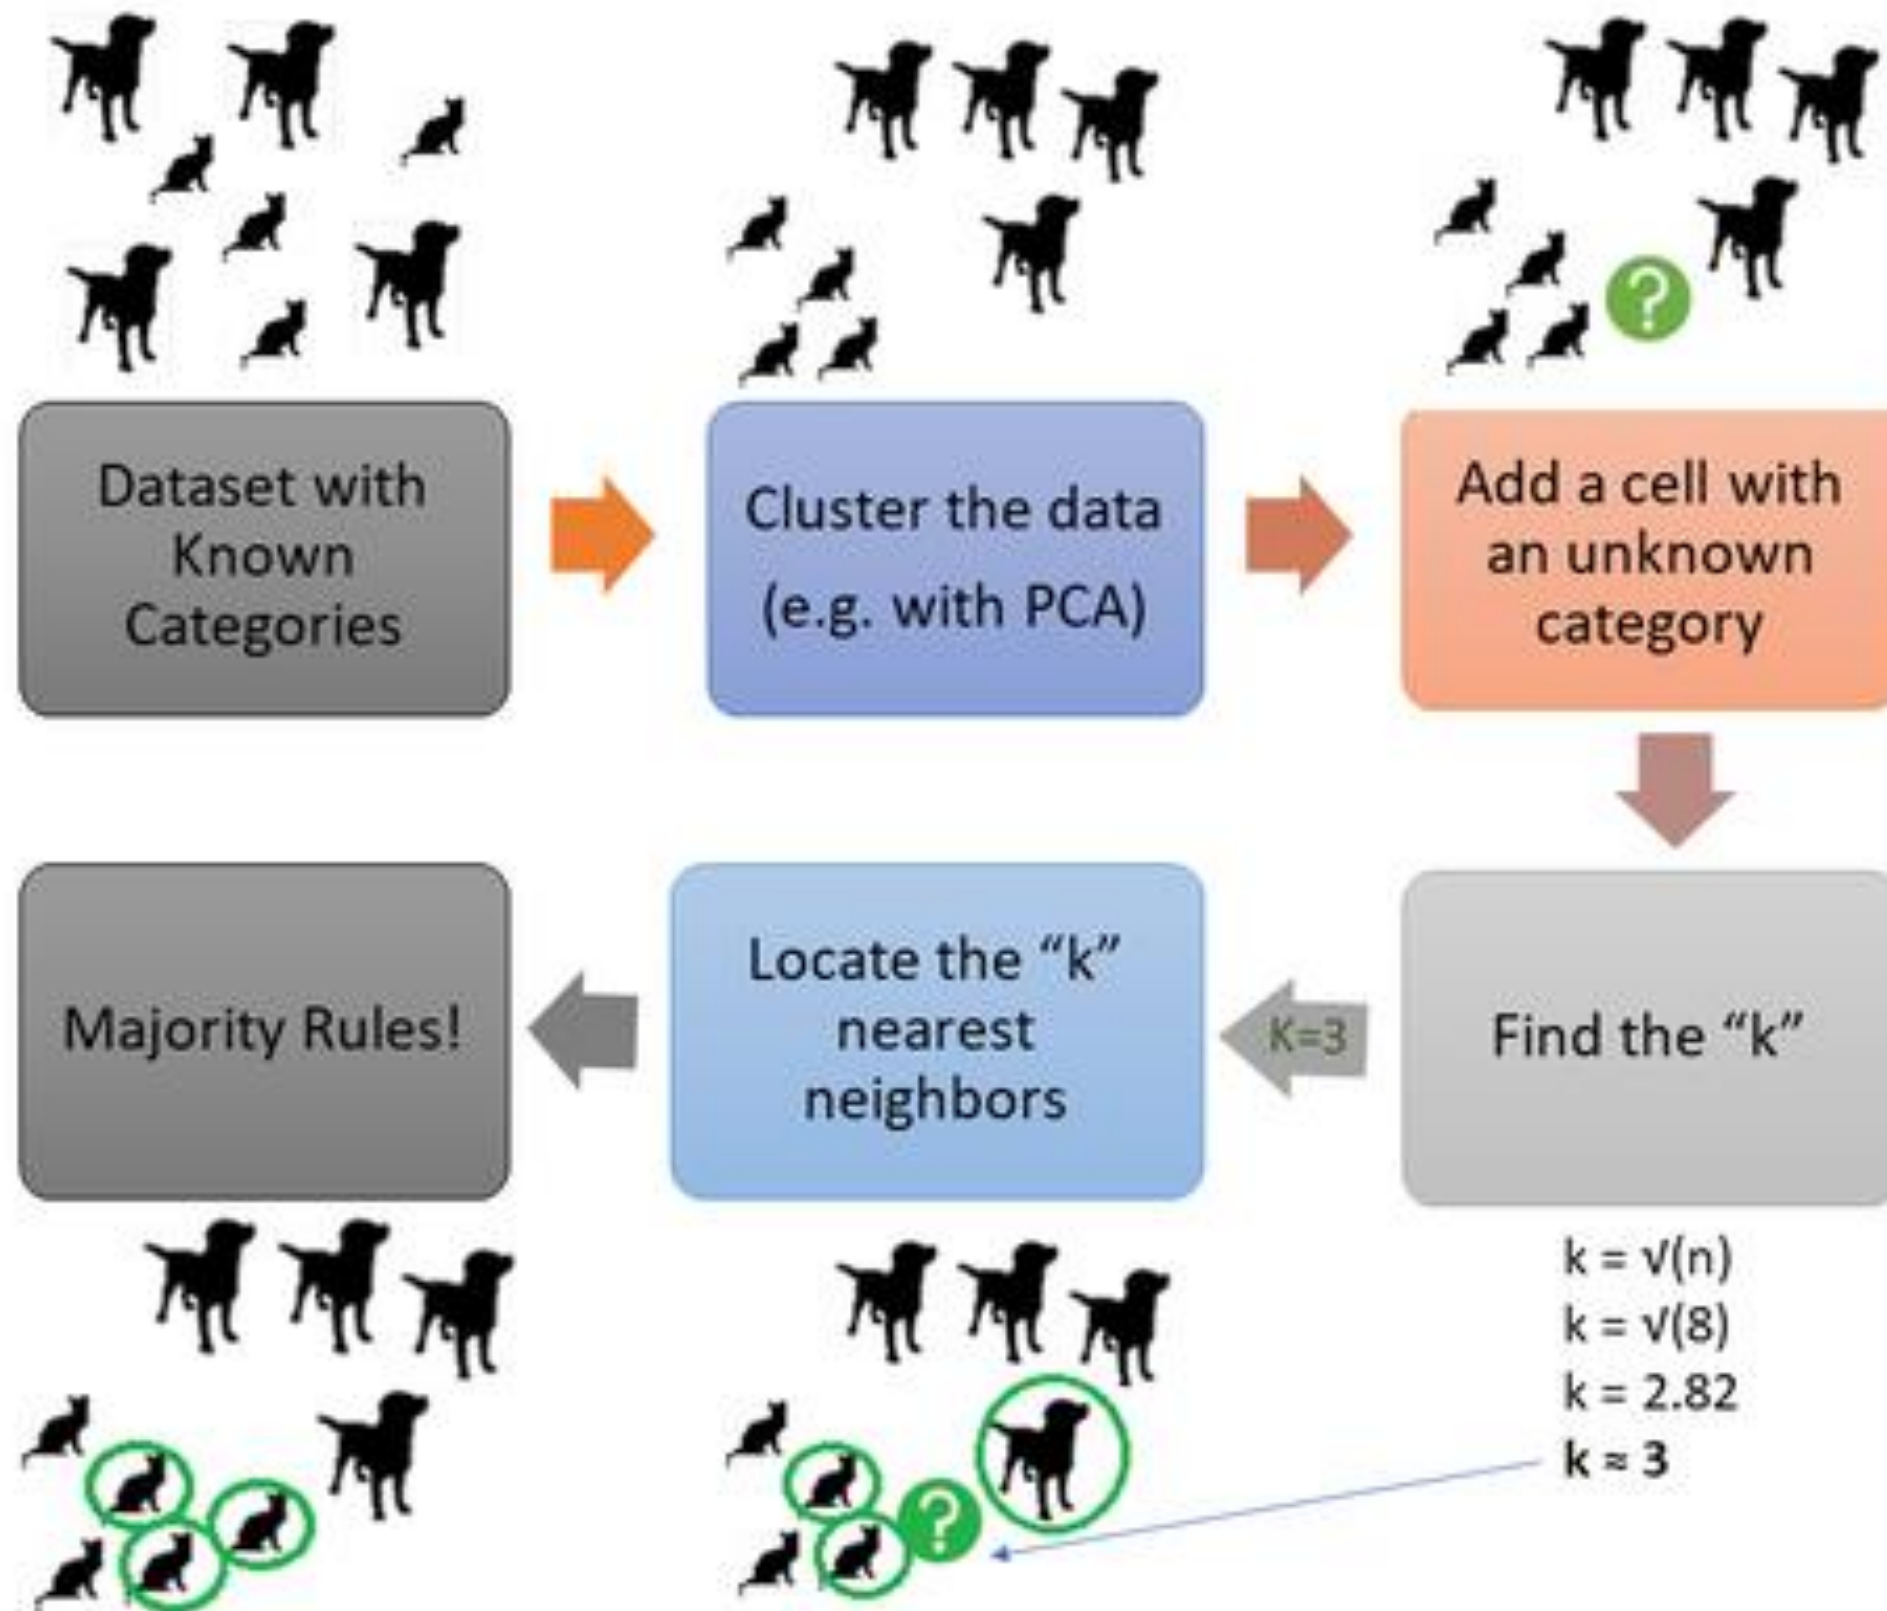 Dataset with
Known
Categories
Cluster the data
(e.g. with PCA)
Add a cell with
an unknown
category
?
Find the “k”
K=3
Locate the “k”
nearest
neighbors
Majority Rules!
k = √(n)
k = √(8)
k = 2.82
k ≈ 3
?